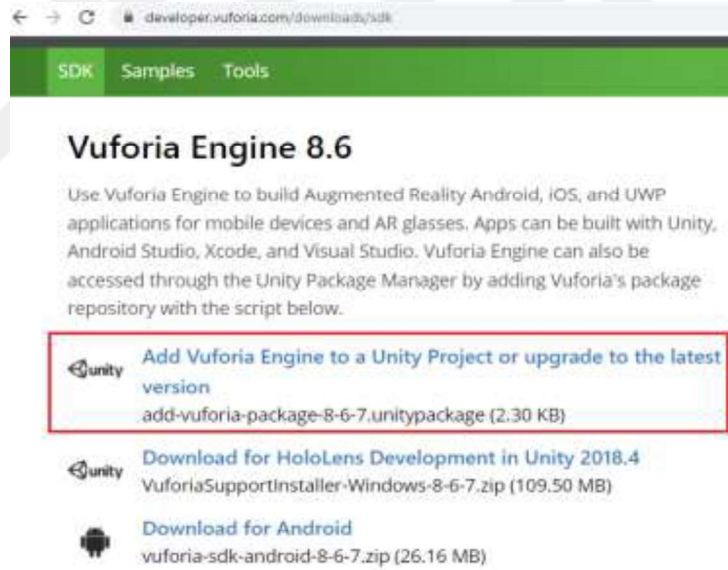 developer.vuforia.com/downloads/sdk
SDK Samples Tools
Vuforia Engine 8.6
Use Vuforia Engine to build Augmented Reality Android, iOS, and UWP
applications for mobile devices and AR glasses. Apps can be built with Unity,
Android Studio, Xcode, and Visual Studio. Vuforia Engine can also be
accessed through the Unity Package Manager by adding Vuforia's package
repository with the script below.
unity Add Vuforia Engine to a Unity Project or upgrade to the latest
version
add-vuforia-package-8-6-7.unitypackage (2.30 KB)
unity Download for HoloLens Development in Unity 2018.4
VuforiaSupportInstaller-Windows-8-6-7.zip (109.50 MB)
Download for Android
vuforia-sdk-android-8-6-7.zip (26.16 MB)